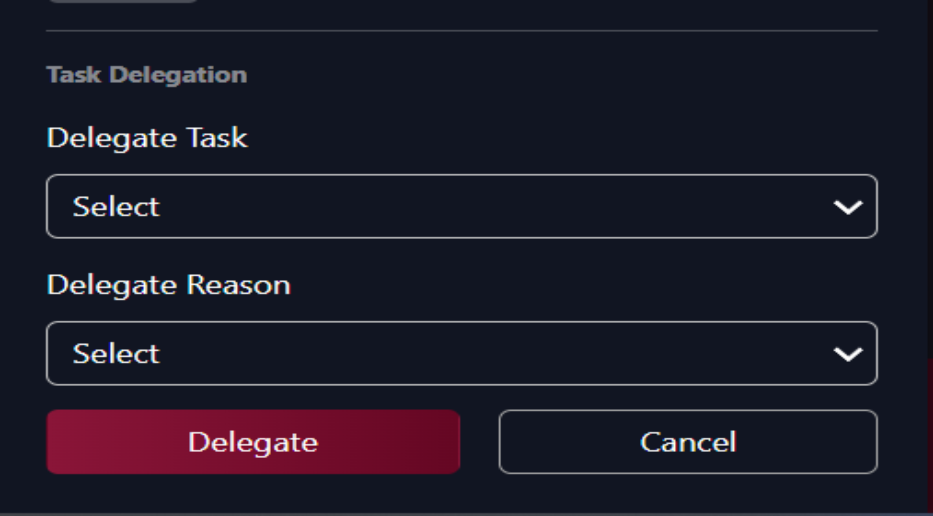 Task Delegation
Delegate Task
Select
Delegate Reason
Select
Delegate
Cancel